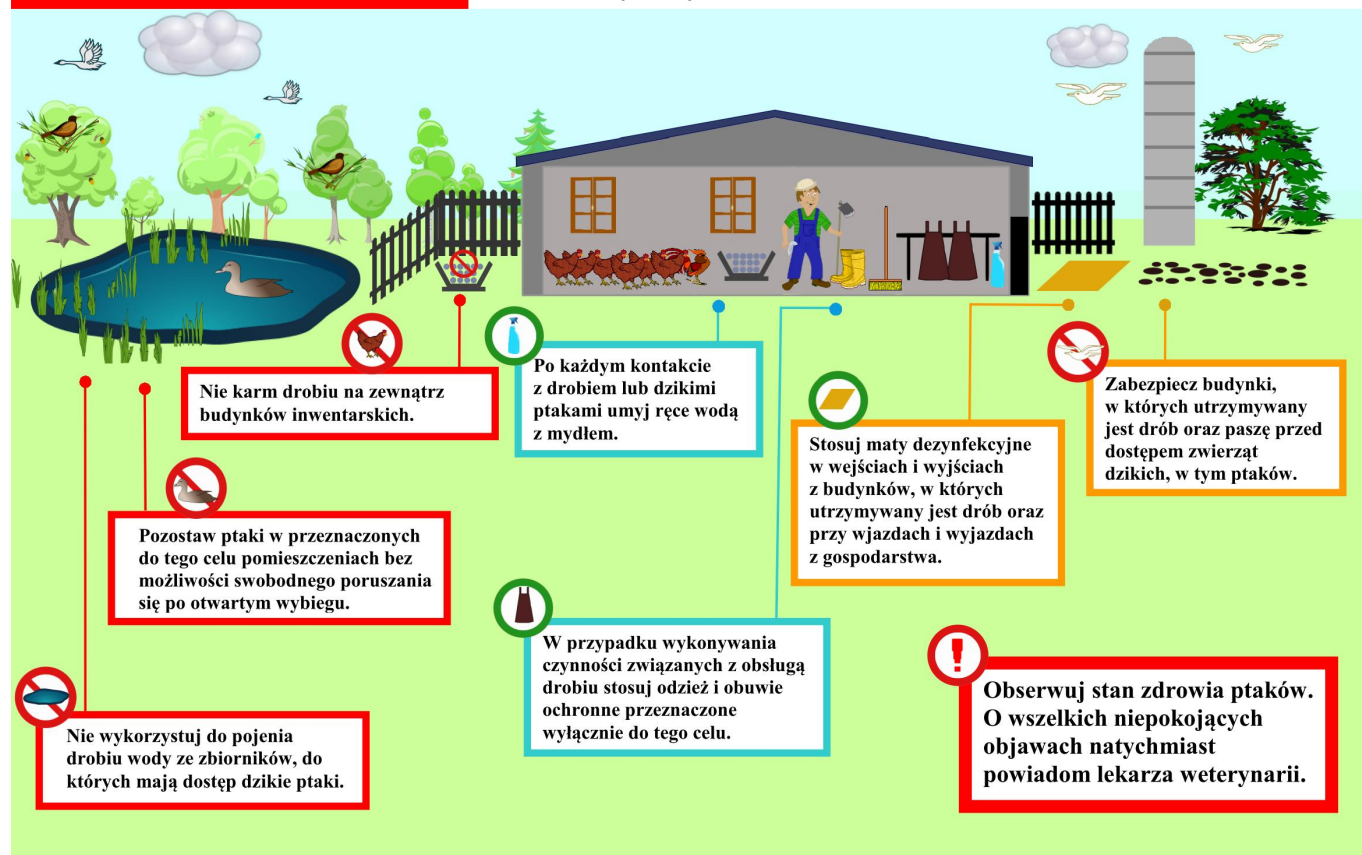 Nie karm drobiu na zewnątrz
budynków inwentarskich.
Po każdym kontakcie
z drobiem lub dzikimi
ptakami umyj ręce wodą
z mydłem.
Zabezpiecz budynki,
w których utrzymywany
jest drób oraz paszę przed
dostępem zwierząt
dzikich, w tym ptaków.
Stosuj maty dezynfekcyjne
w wejściach i wyjściach
z budynków, w których
utrzymywany jest drób oraz
przy wjazdach i wyjazdach
z gospodarstwa.
Pozostaw ptaki w przeznaczonych
do tego celu pomieszczeniach bez
możliwości swobodnego poruszania
się po otwartym wybiegu.
W przypadku wykonywania
czynności związanych z obsługą
drobiu stosuj odzież i obuwie
ochronne przeznaczone
wyłącznie do tego celu.
Nie wykorzystuj do pojenia
drobiu wody ze zbiorników, do
których mają dostęp dzikie ptaki.
Obserwuj stan zdrowia ptaków.
O wszelkich niepokojących
objawach natychmiast
powiadom lekarza weterynarii.